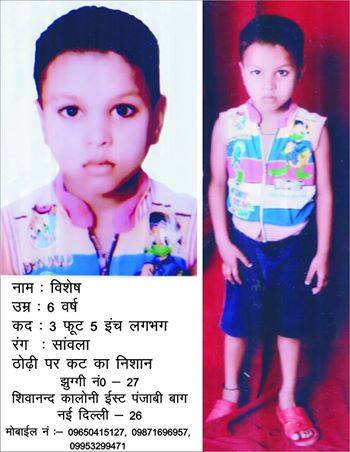 नाम : विशेष
उम्र : 6 वर्ष
कद : 3 फूट 5 इंच लगभग
रंग : सांवला
ठोढ़ी पर कट का निशान
झुग्गी नं0 – 27
शिवानन्द कालोनी ईस्ट पंजाबी बाग
नई दिल्ली – 26
मोबाईल नं :– 09650415127, 09871696957,
09953299471